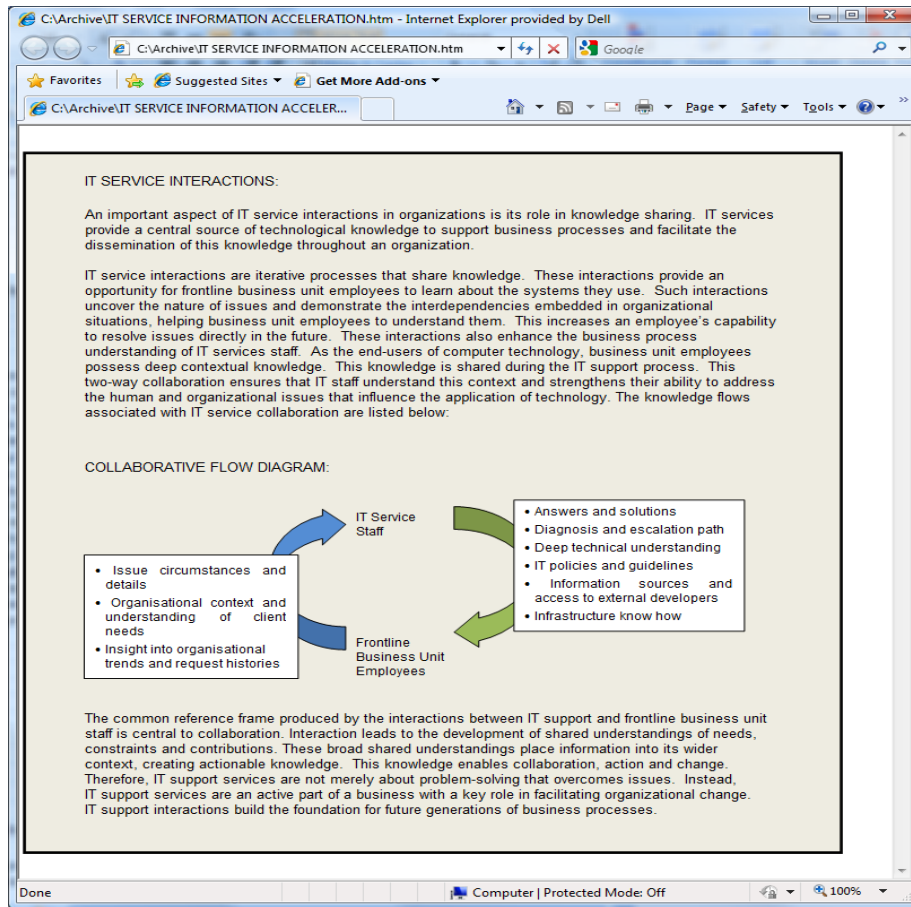 C:\Archive\IT SERVICE INFORMATION ACCELERATION.htm - Internet Explorer provided by Dell
C:\Archive\IT SERVICE INFORMATION ACCELERATION.htm
Google
Favorites
Suggested Sites
Get More Add-ons
C:\Archive\IT SERVICE INFORMATION ACCELER...
Page
Safety
Tools
»
IT SERVICE INTERACTIONS:
An important aspect of IT service interactions in organizations is its role in knowledge sharing. IT services
provide a central source of technological knowledge to support business processes and facilitate the
dissemination of this knowledge throughout an organization.
IT service interactions are iterative processes that share knowledge. These interactions provide an
opportunity for frontline business unit employees to learn about the systems they use. Such interactions
uncover the nature of issues and demonstrate the interdependencies embedded in organizational
situations, helping business unit employees to understand them. This increases an employee's capability
to resolve issues directly in the future. These interactions also enhance the business process
understanding of IT services staff. As the end-users of computer technology, business unit employees
possess deep contextual knowledge. This knowledge is shared during the IT support process. This
two-way collaboration ensures that IT staff understand this context and strengthens their ability to address
the human and organizational issues that influence the application of technology. The knowledge flows
associated with IT service collaboration are listed below:
COLLABORATIVE FLOW DIAGRAM:
IT Service
Staff
• Answers and solutions
• Diagnosis and escalation path
• Deep technical understanding
• IT policies and guidelines
• Information sources and
access to external developers
• Infrastructure know how
• Issue circumstances and
details
• Organisational context and
understanding of client
needs
• Insight into organisational
trends and request histories
Frontline
Business Unit
Employees
The common reference frame produced by the interactions between IT support and frontline business unit
staff is central to collaboration. Interaction leads to the development of shared understandings of needs,
constraints and contributions. These broad shared understandings place information into its wider
context, creating actionable knowledge. This knowledge enables collaboration, action and change.
Therefore, IT support services are not merely about problem-solving that overcomes issues. Instead,
IT support services are an active part of a business with a key role in facilitating organizational change.
IT support interactions build the foundation for future generations of business processes.
Done
Computer | Protected Mode: Off
100%